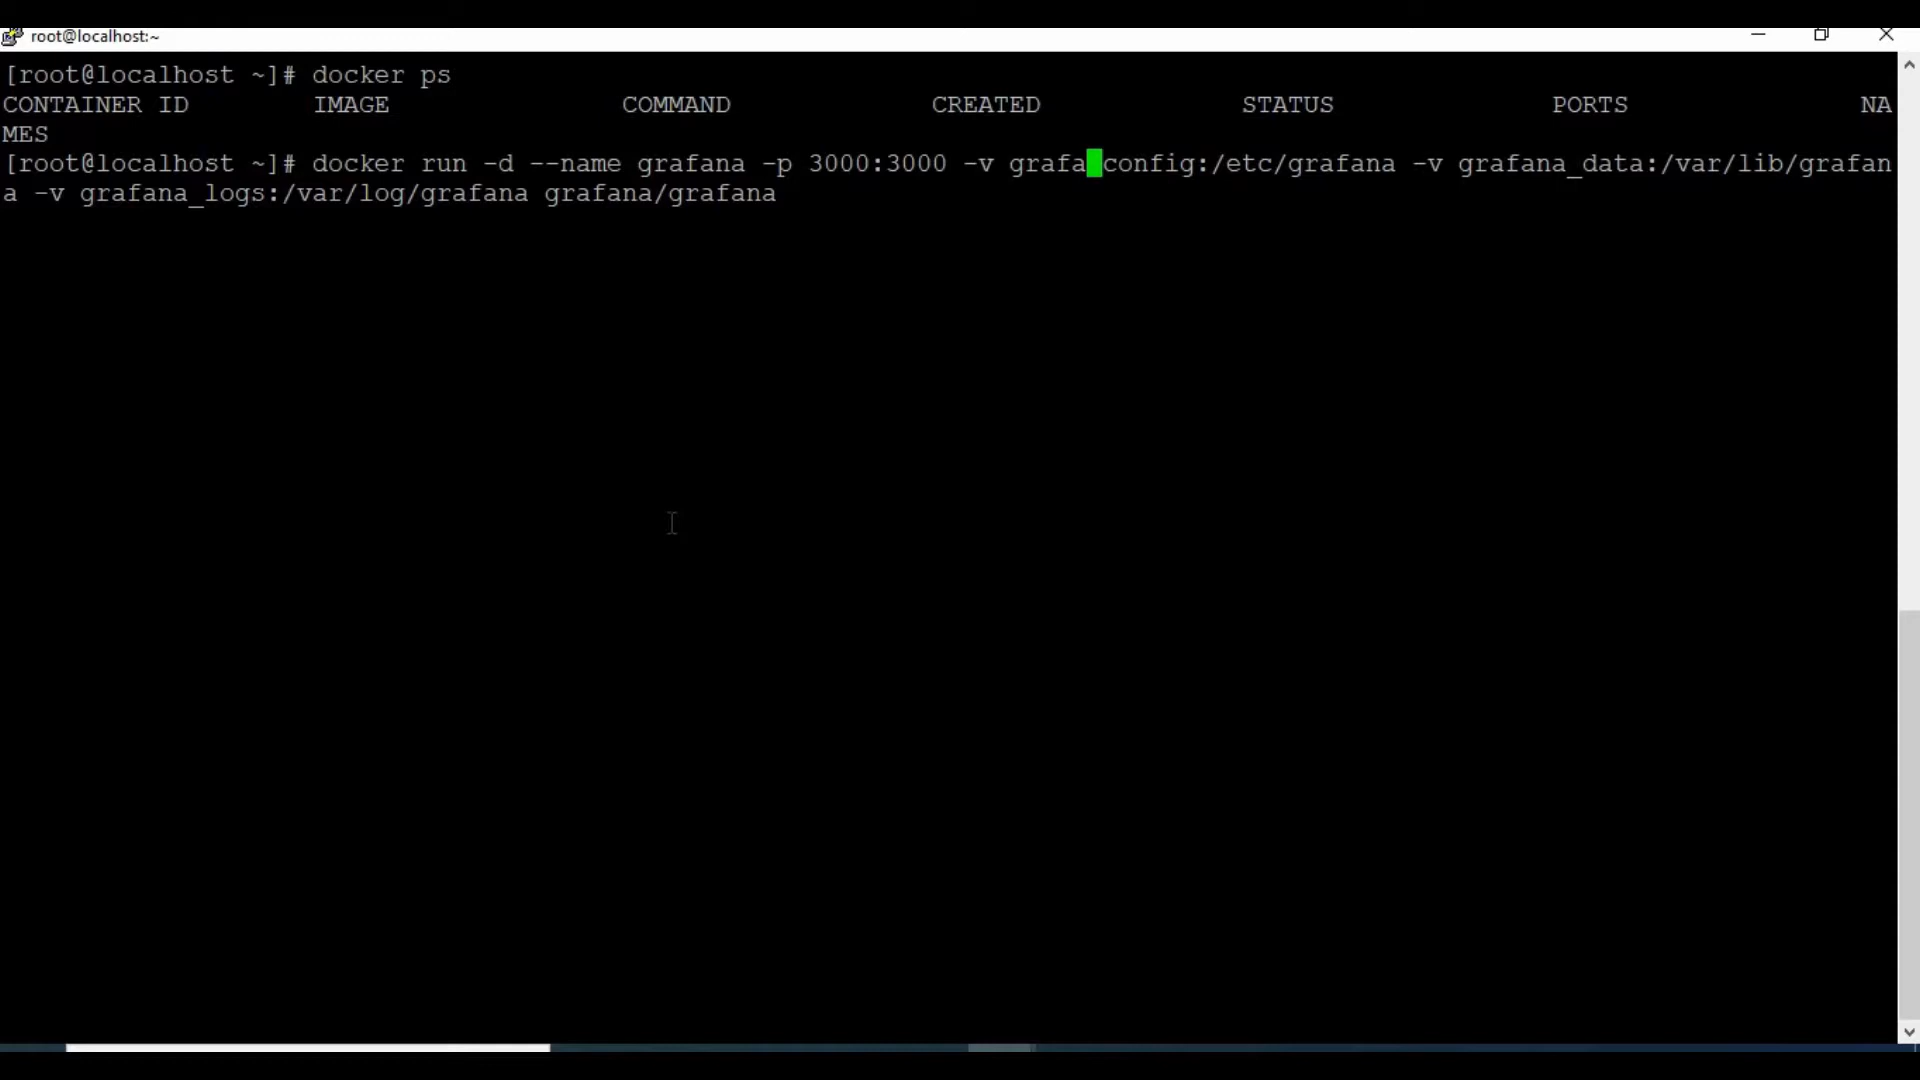 root@localhost:~
[root@localhost ~]# docker ps
CONTAINER ID IMAGE COMMAND CREATED STATUS PORTS NA
MES
[root@localhost ~]# docker run -d --name grafana -p 3000:3000 -v grafa config:/etc/grafana -v grafana_data:/var/lib/grafan
a -v grafana_logs:/var/log/grafana grafana/grafana